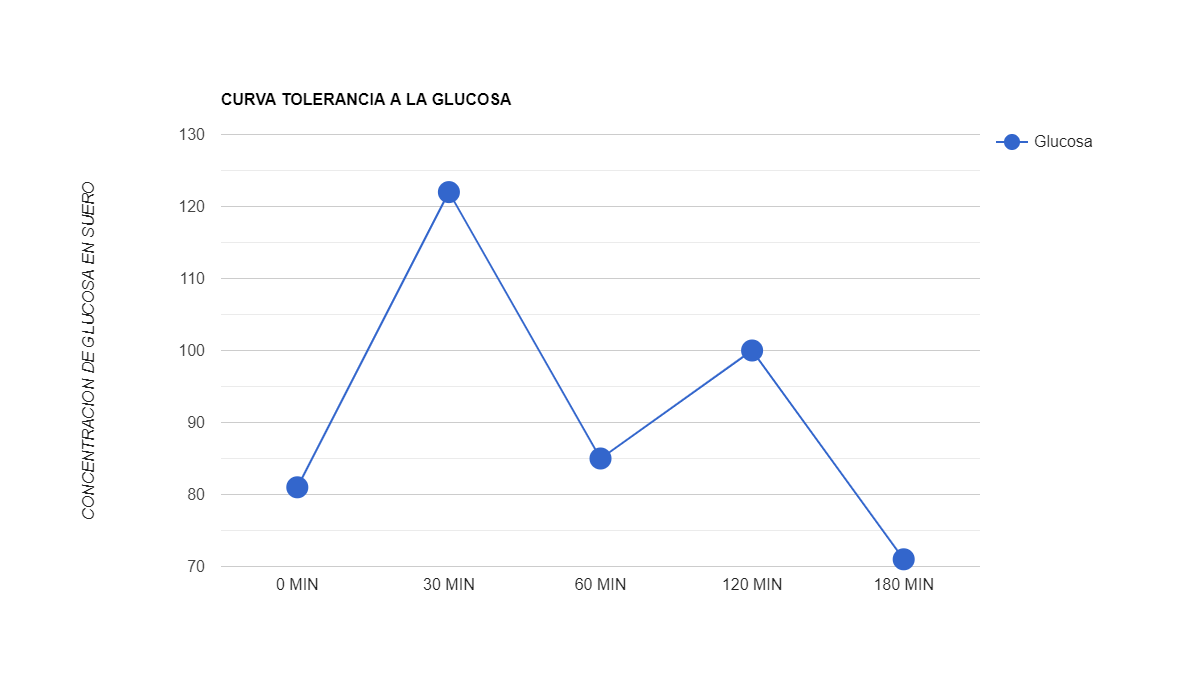 CURVA TOLERANCIA A LA GLUCOSA
Glucosa
CONCENTRACION DE GLUCOSA EN SUERO
130
120
110
100
90
80
70
0 MIN
30 MIN
60 MIN
120 MIN
180 MIN